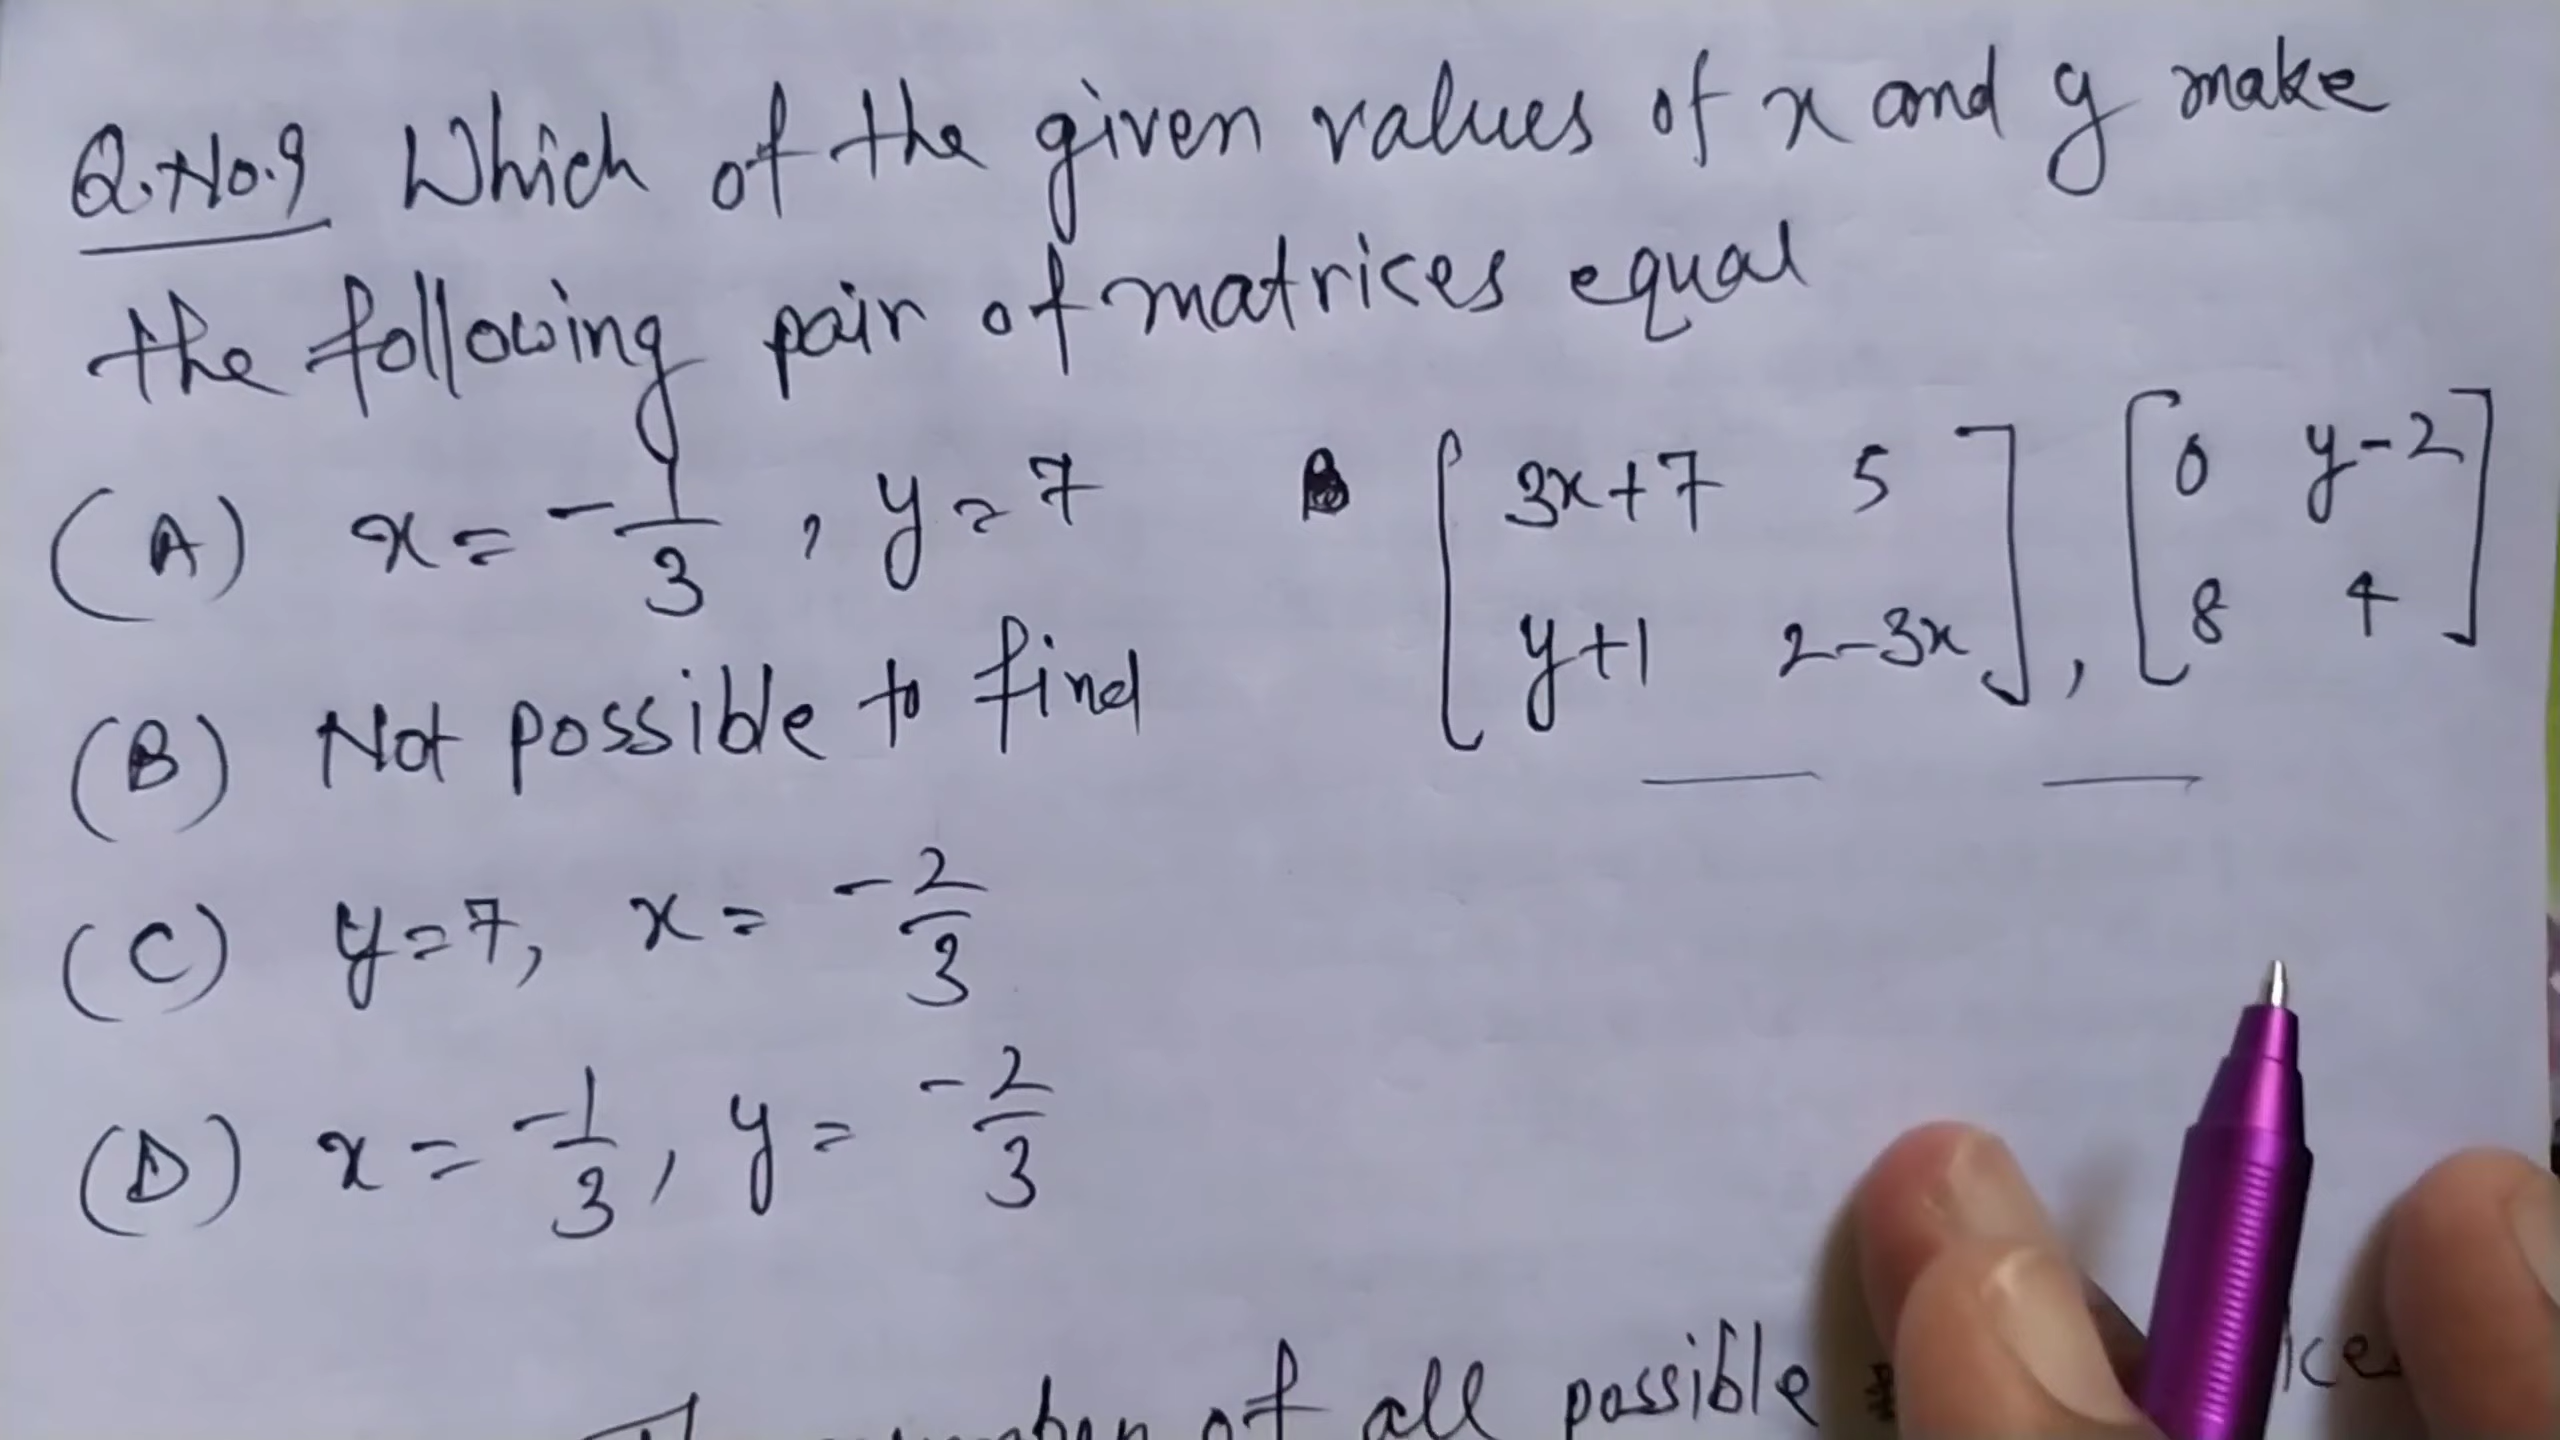 Q.No.9 Which of the given values of x and y make
the following pair of matrices equal
(A) x = -1/3, y = 7
[3x+7 5
y+1 2-3x], [0 y-2
8 4]
(B) Not possible to find
(C) y = 7, x = -2/3
(D) x = -1/3, y = -2/3
of all possible